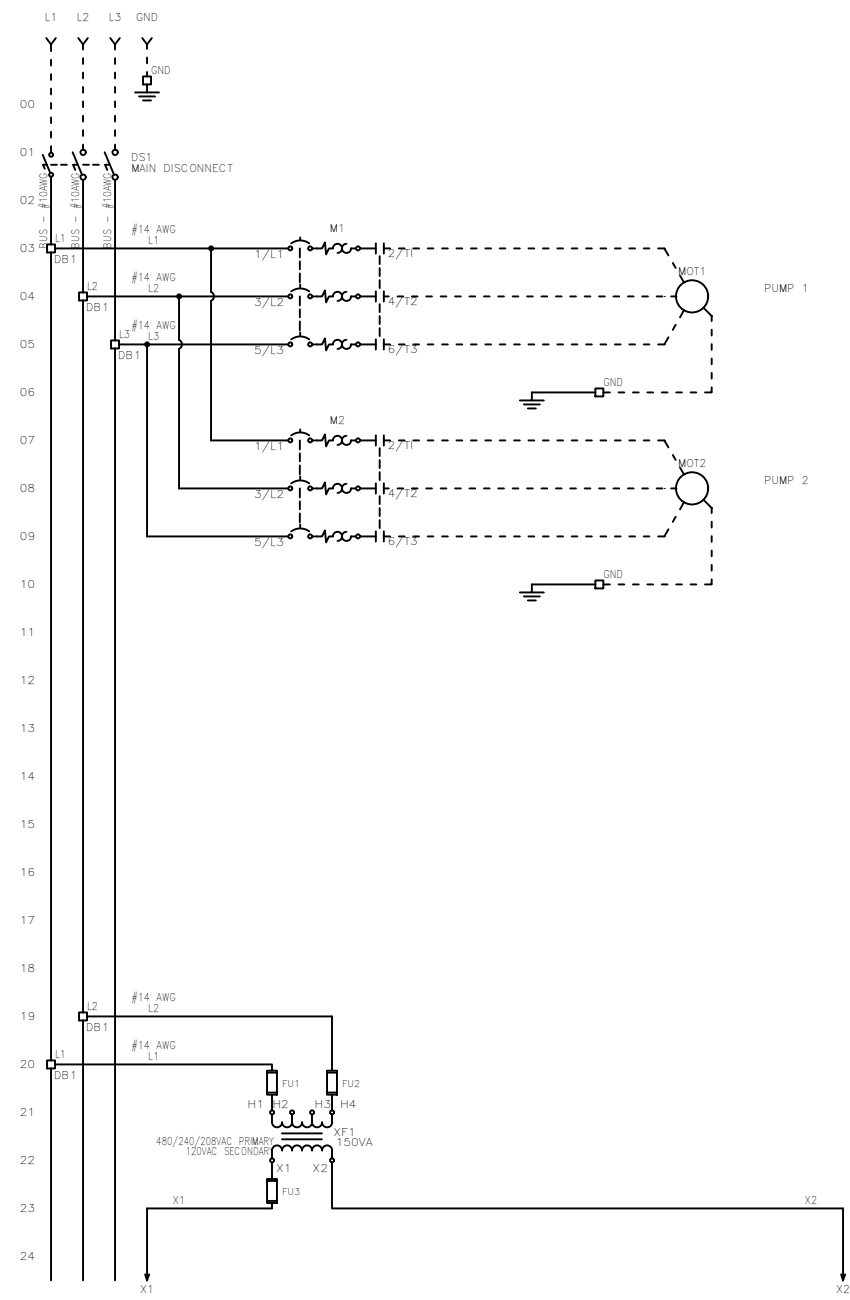 L1 L2 L3 GND
GND
00
01
DS1
MAIN DISCONNECT
BUS - #10AWG
BUS - #10AWG
BUS - #10AWG
02
#14 AWG
M1
03 L1 L1 1/L1 2/T1
DB1
MOT1
#14 AWG
PUMP 1
04 L2 L2 3/L2 4/T2
DB1
#14 AWG
05 L3 L3 5/L3 6/T3
DB1
06 GND
M2
07 1/L1 2/T1
MOT2
PUMP 2
08 3/L2 4/T2
09 5/L3 6/T3
10 GND
11
12
13
14
15
16
17
18
#14 AWG
19 L2 L2
DB1
#14 AWG
20 L1 L1
DB1
FU1 FU2
21 H1 H2 H3 H4
XF1
480/240/208VAC PRIMARY 150VA
120VAC SECONDARY
22 X1 X2
FU3
X1 X2
23
24
X1 X2